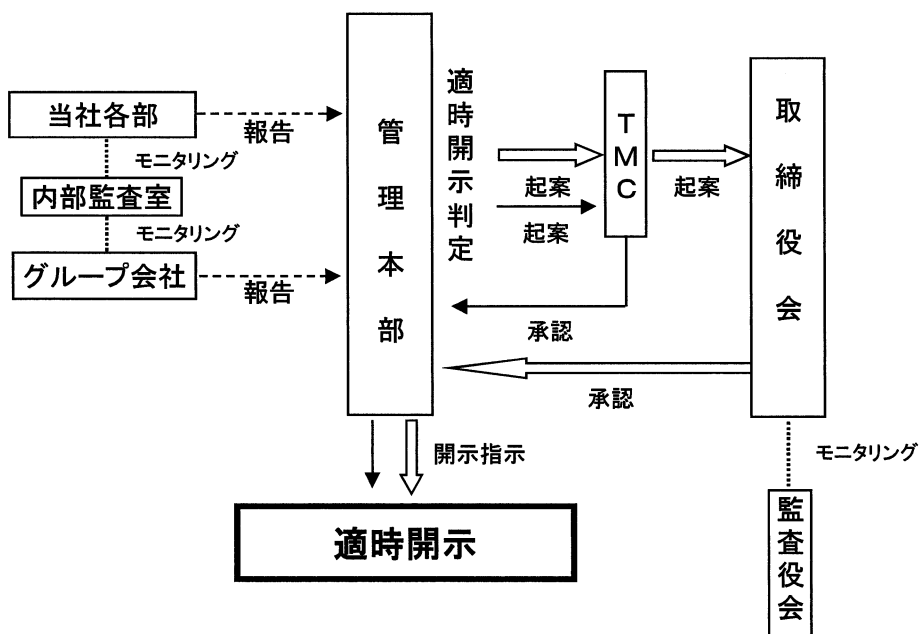 当社各部
報告
モニタリング
内部監査室
モニタリング
グループ会社
報告
管理本部
適時開示判定
起案
起案
TMC
起案
取締役会
承認
承認
開示指示
適時開示
モニタリング
監査役会